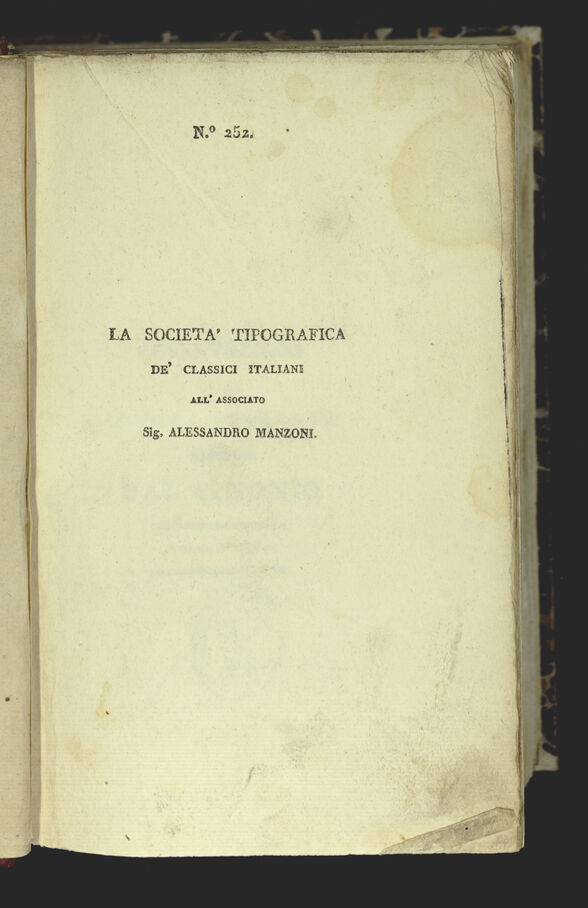 N.º 252.
LA SOCIETA' TIPOGRAFICA
DE' CLASSICI ITALIANI
ALL' ASSOCIATO
Sig. ALESSANDRO MANZONI.